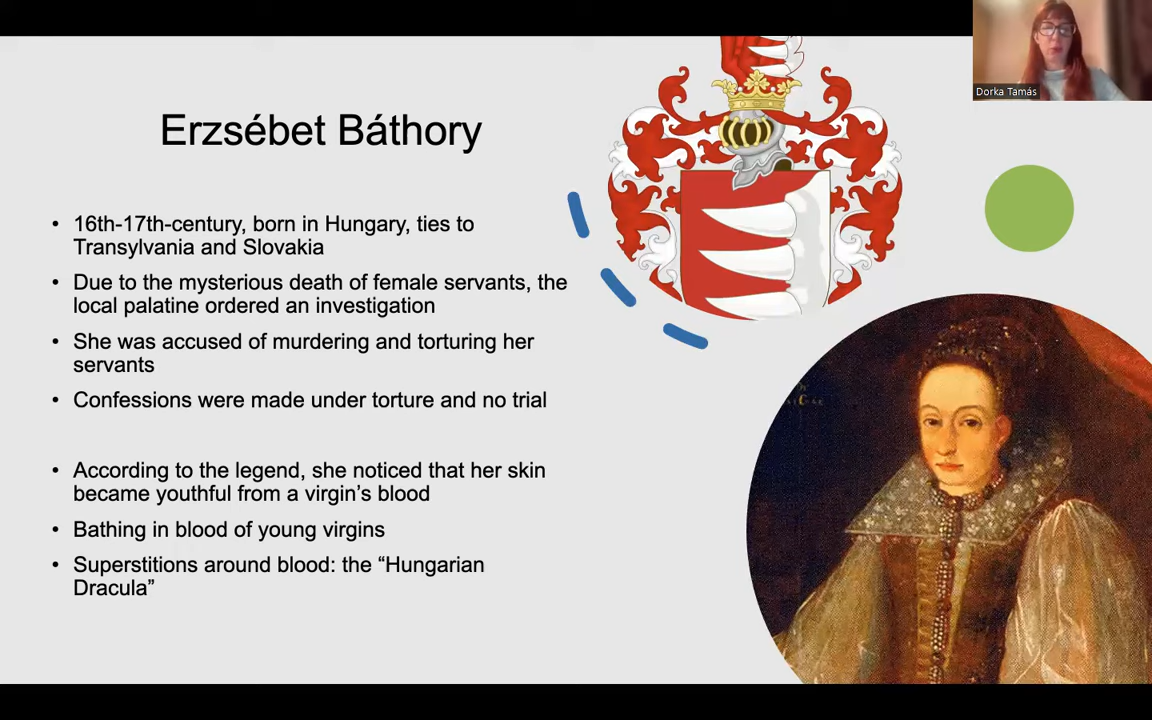 Dorka Tamás
Erzsébet Báthory
• 16th-17th-century, born in Hungary, ties to
Transylvania and Slovakia
• Due to the mysterious death of female servants, the
local palatine ordered an investigation
• She was accused of murdering and torturing her
servants
• Confessions were made under torture and no trial
• According to the legend, she noticed that her skin
became youthful from a virgin’s blood
• Bathing in blood of young virgins
• Superstitions around blood: the “Hungarian
Dracula”